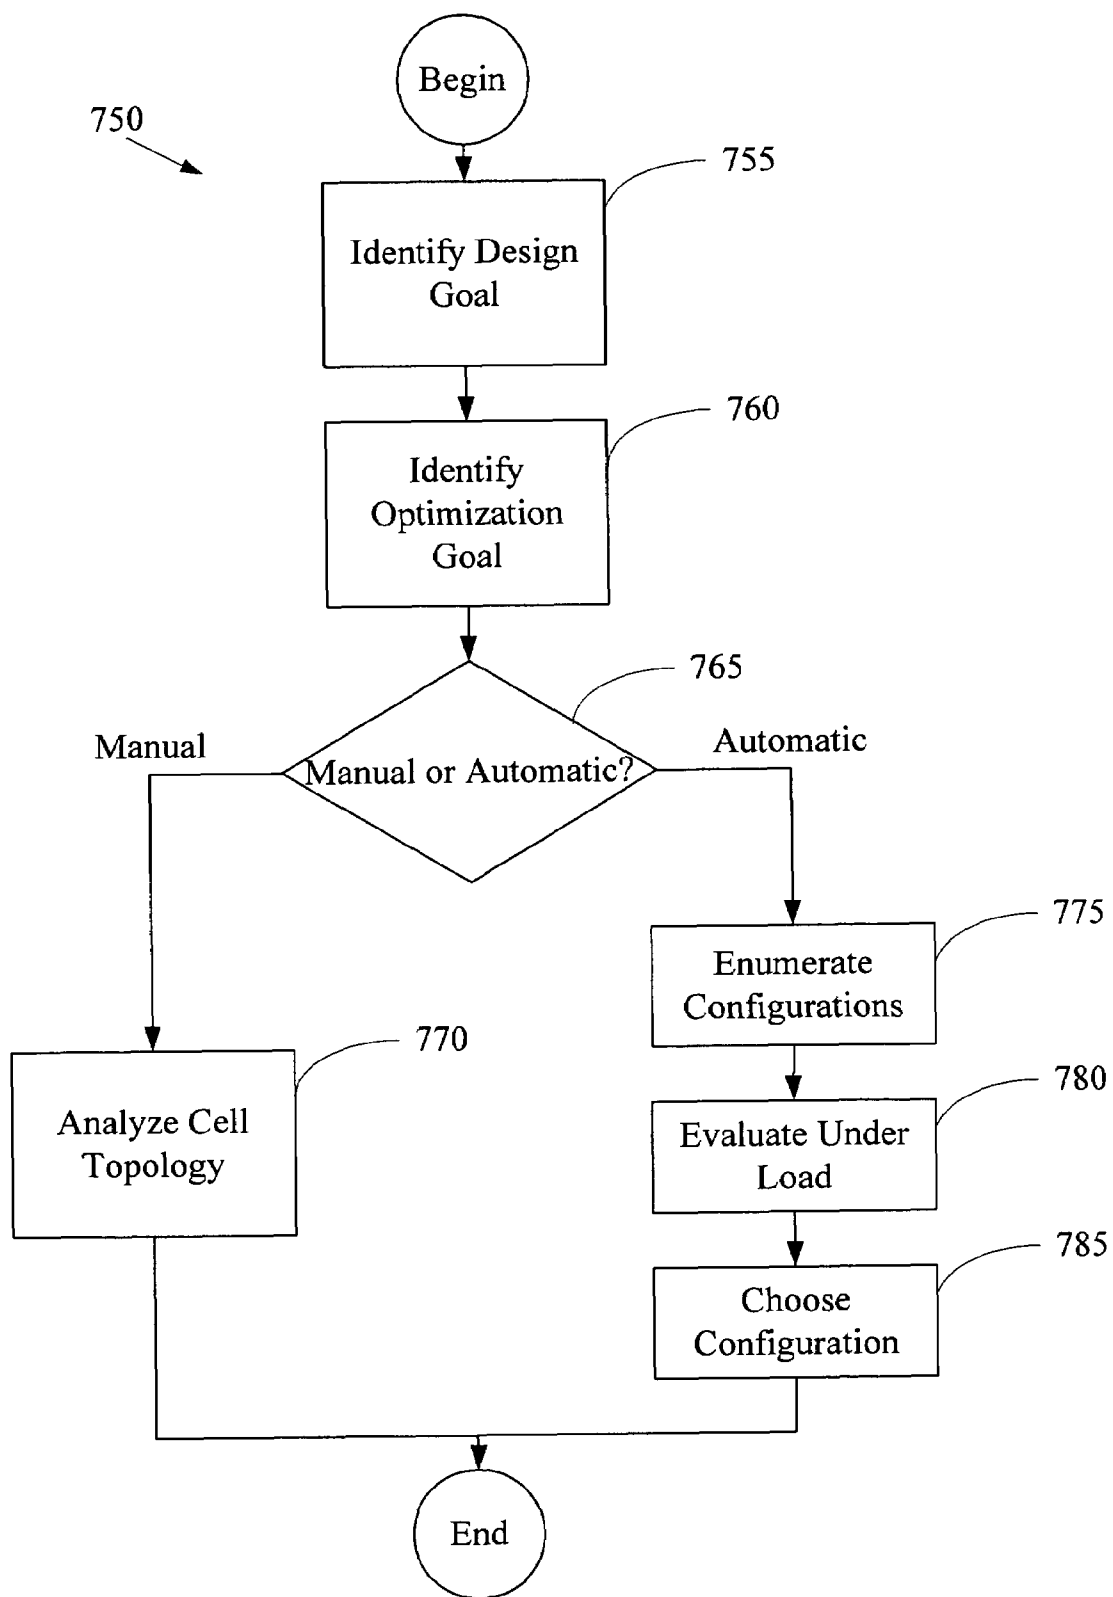 Begin
750
755
Identify Design
Goal
760
Identify
Optimization
Goal
765
Manual
Automatic
Manual or Automatic?
775
Enumerate
Configurations
770
Analyze Cell
Topology
780
Evaluate Under
Load
785
Choose
Configuration
End